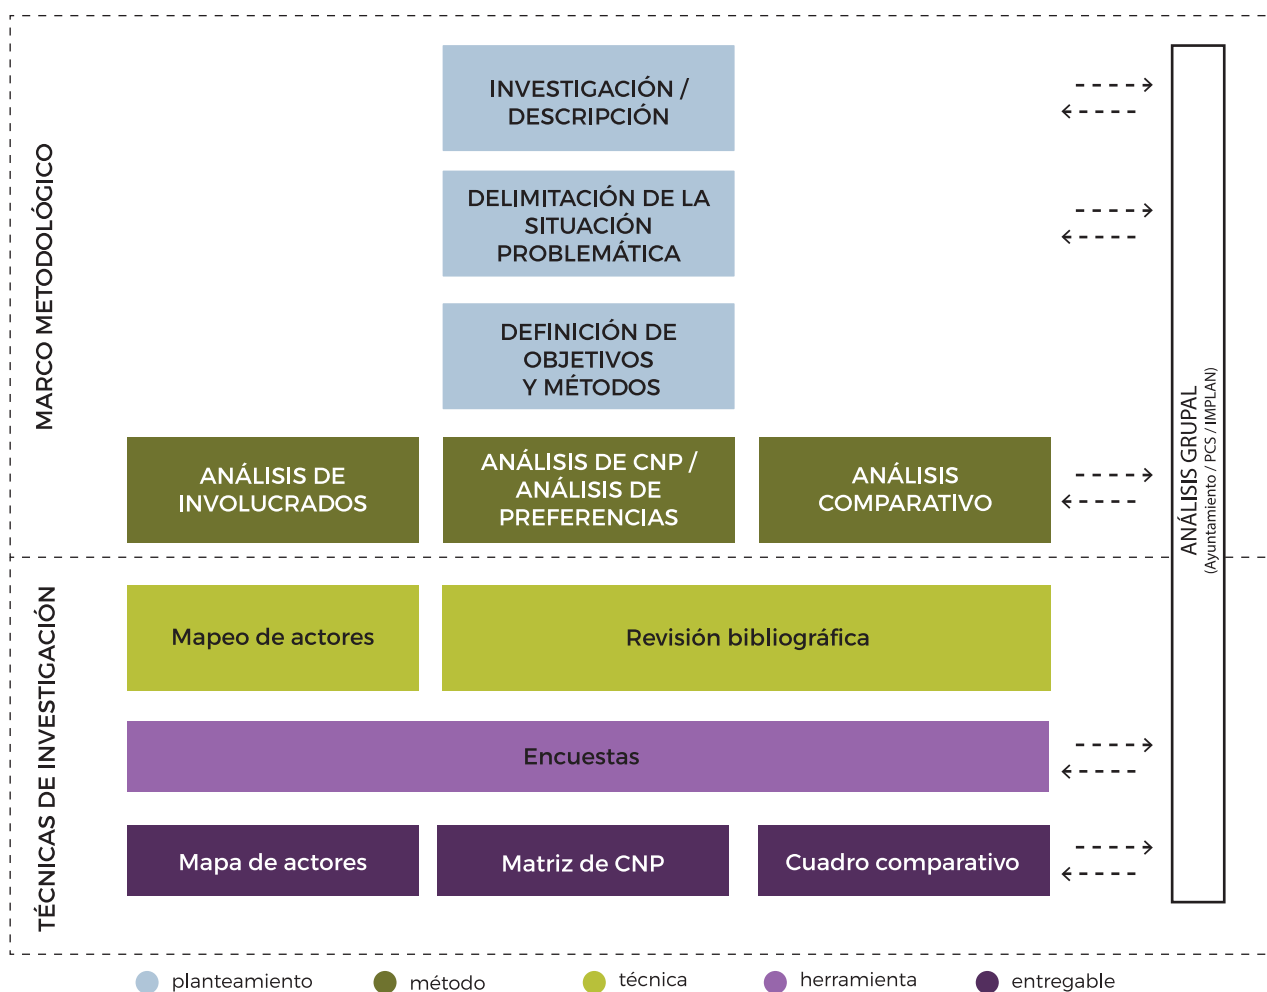 MARCO METODOLÓGICO
INVESTIGACIÓN /
DESCRIPCIÓN
DELIMITACIÓN DE LA
SITUACIÓN
PROBLEMÁTICA
DEFINICIÓN DE
OBJETIVOS
Y MÉTODOS
ANÁLISIS DE
INVOLUCRADOS
ANÁLISIS DE CNP /
ANÁLISIS DE
PREFERENCIAS
ANÁLISIS
COMPARATIVO
ANÁLISIS GRUPAL
(Ayuntamiento / PCS / IMPLAN)
TÉCNICAS DE INVESTIGACIÓN
Mapeo de actores
Revisión bibliográfica
Encuestas
Mapa de actores
Matriz de CNP
Cuadro comparativo
planteamiento
método
técnica
herramienta
entregable